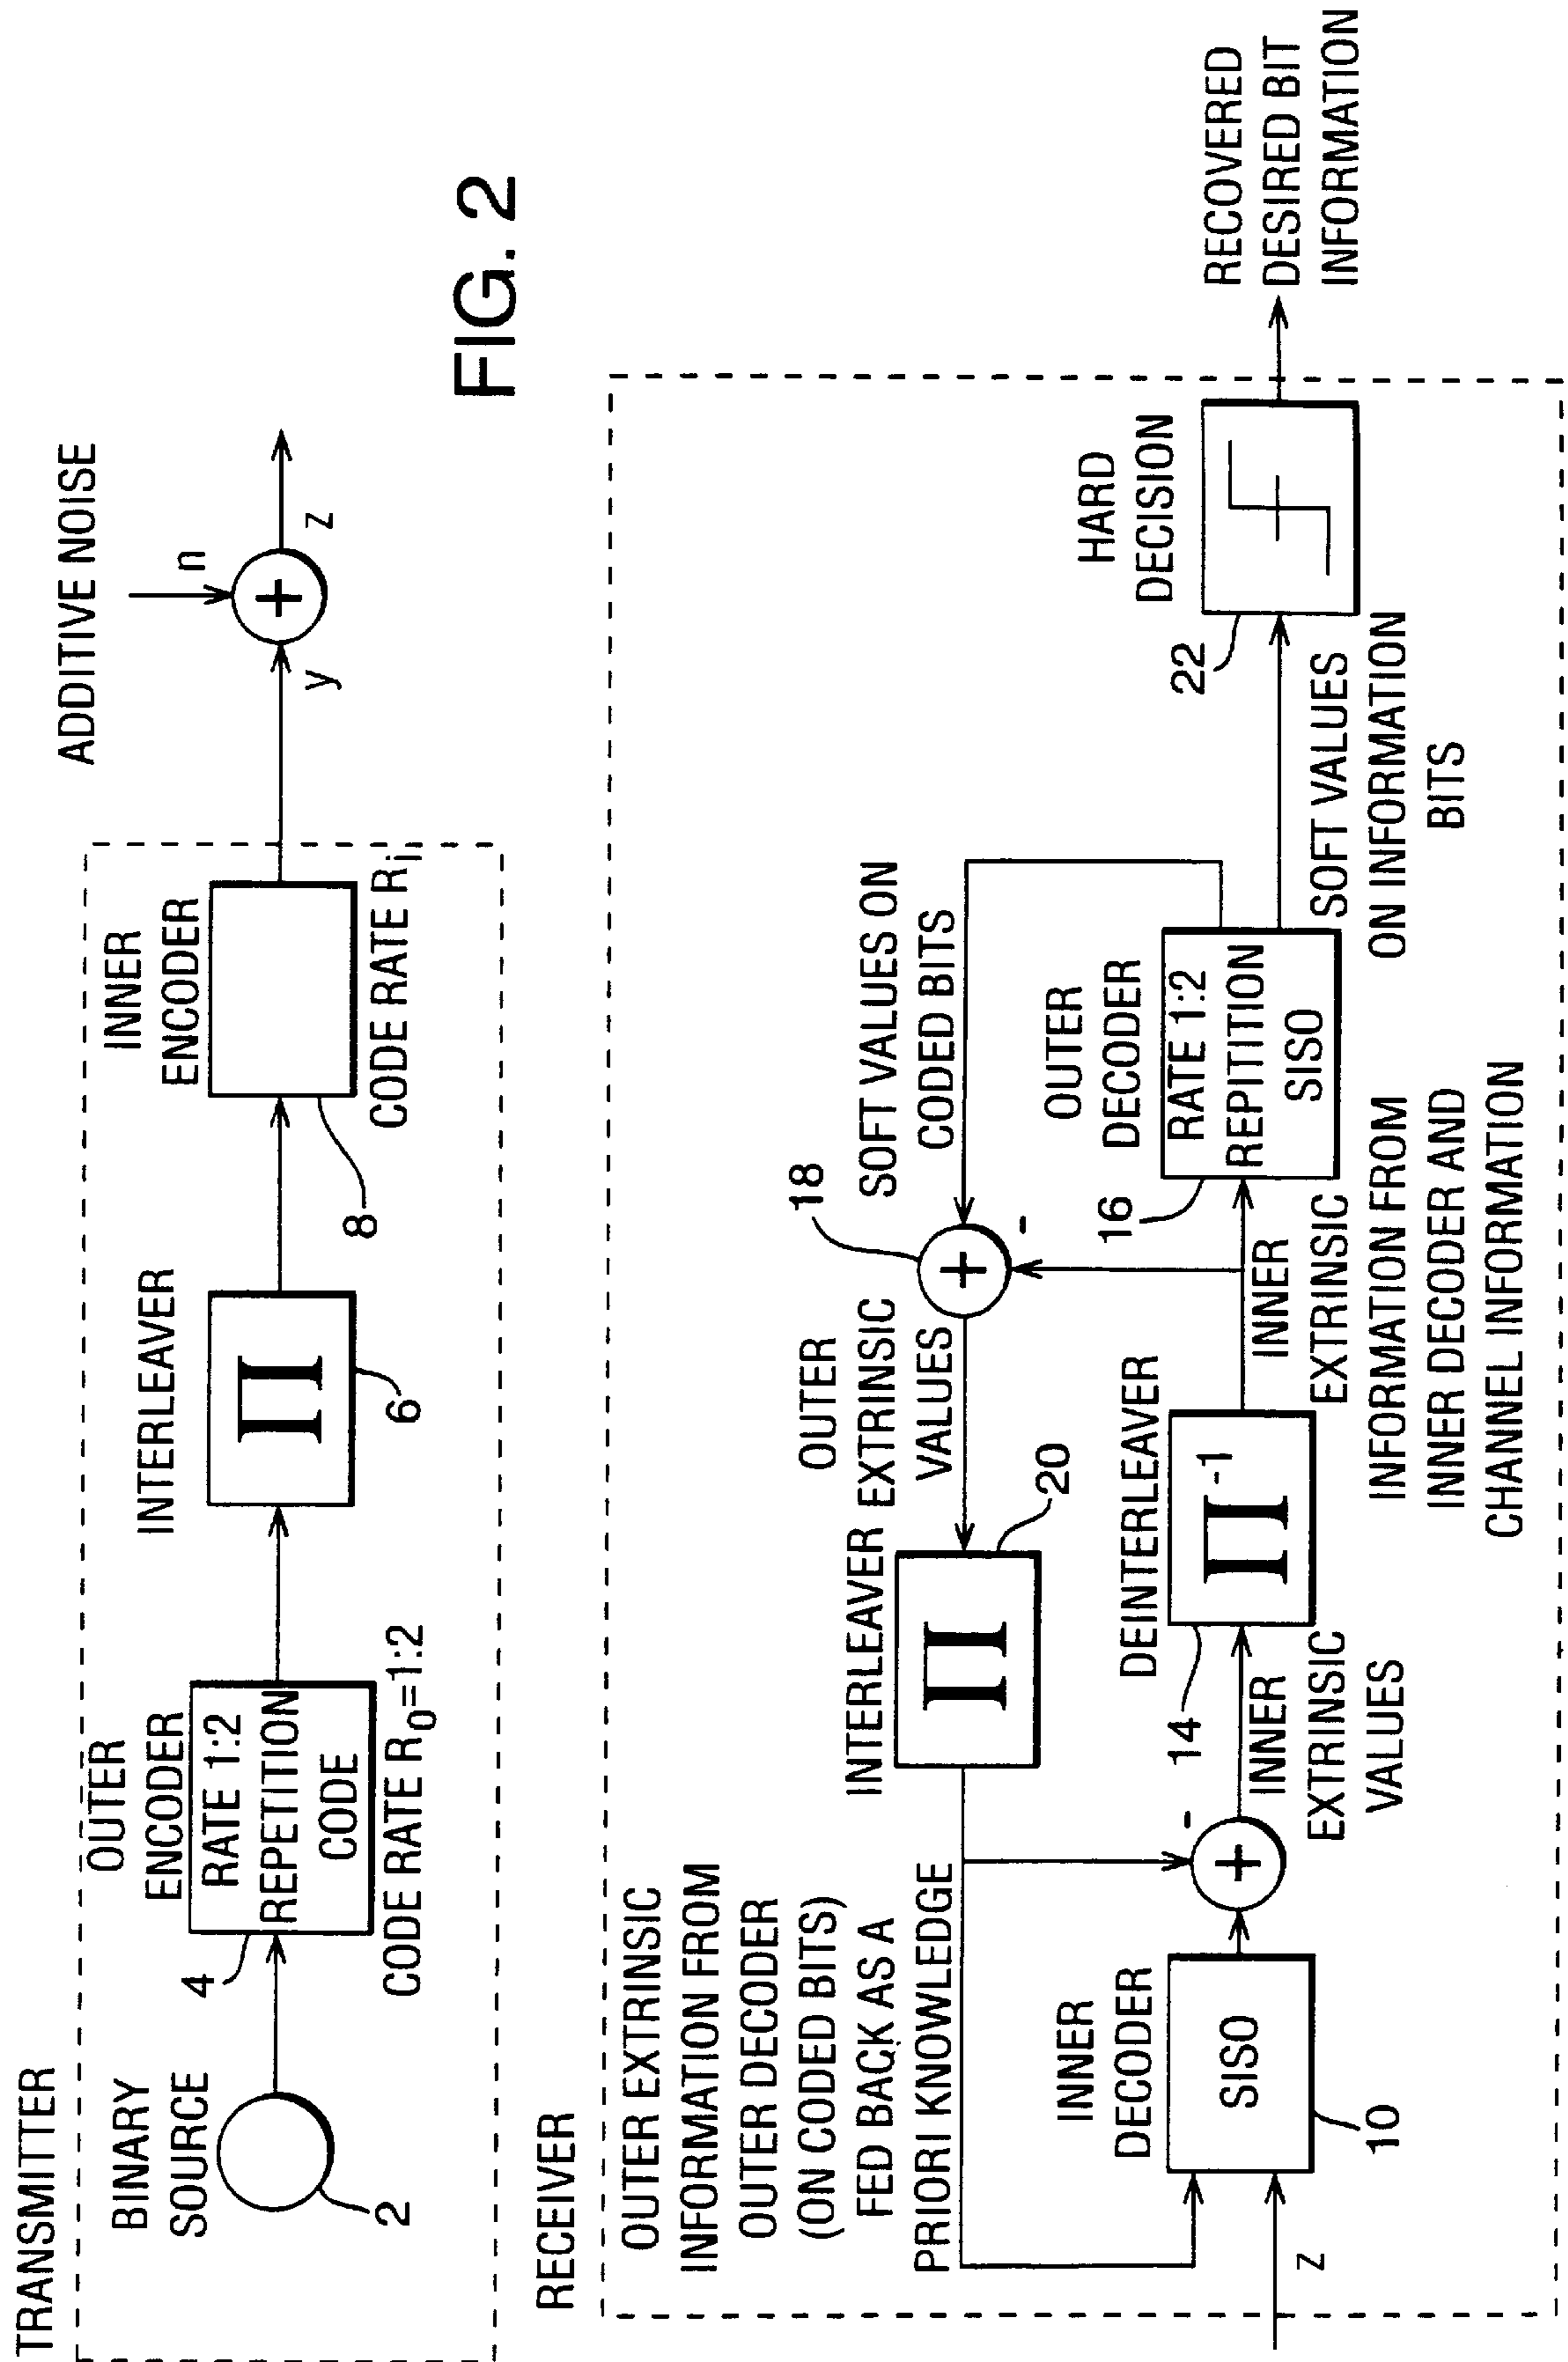 TRANSMITTER
BINARY
SOURCE
2
OUTER
ENCODER
RATE 1:2
REPETITION
CODE
4
CODE RATE R0=1:2
INTERLEAVER
II
6
INNER
ENCODER
8
CODE RATE Ri
ADDITIVE NOISE
n
y
+
z
FIG. 2
RECEIVER
OUTER EXTRINSIC
INFORMATION FROM
OUTER DECODER
(ON CODED BITS)
FED BACK AS A
PRIORI KNOWLEDGE
z
INNER
DECODER
SISO
10
+
-
INNER
EXTRINSIC
VALUES
DEINTERLEAVER
II-1
14
INTERLEAVER
II
20
OUTER
EXTRINSIC
VALUES
18
+
-
SOFT VALUES ON
CODED BITS
INNER
EXTRINSIC
INFORMATION FROM
INNER DECODER AND
CHANNEL INFORMATION
OUTER
DECODER
RATE 1:2
REPITITION
SISO
16
SOFT VALUES
ON INFORMATION
BITS
HARD
DECISION
22
RECOVERED
DESIRED BIT
INFORMATION